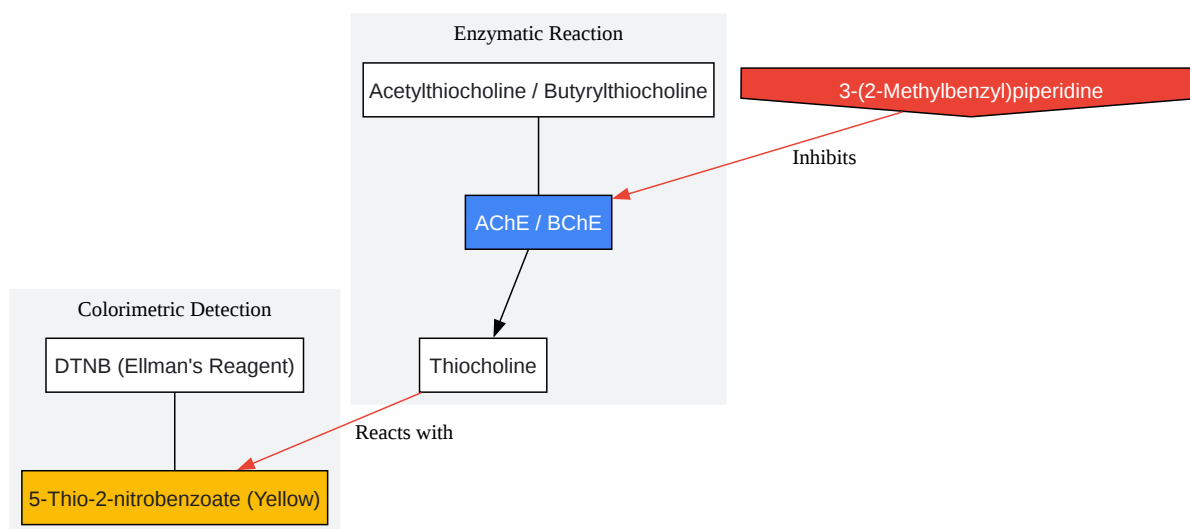 Enzymatic Reaction
Acetylthiocholine / Butyrylthiocholine
3-(2-Methylbenzyl)piperidine
Inhibits
AChE / BChE
Colorimetric Detection
DTNB (Ellman's Reagent)
Thiocholine
Reacts with
5-Thio-2-nitrobenzoate (Yellow)